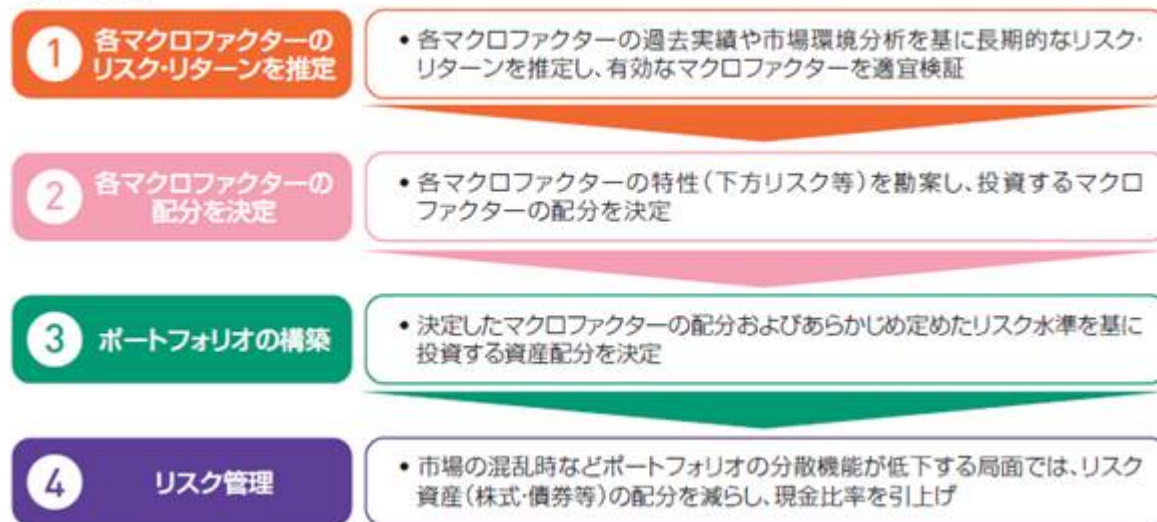 1
各マクロファクターの
リスク・リターンを推定
• 各マクロファクターの過去実績や市場環境分析を基に長期的なリスク・
リターンを推定し、有効なマクロファクターを適宜検証
2
各マクロファクターの
配分を決定
• 各マクロファクターの特性(下方リスク等)を勘案し、投資するマクロ
ファクターの配分を決定
3
ポートフォリオの構築
• 決定したマクロファクターの配分およびあらかじめ定めたリスク水準を基に
投資する資産配分を決定
4
リスク管理
• 市場の混乱時などポートフォリオの分散機能が低下する局面では、リスク
資産(株式・債券等)の配分を減らし、現金比率を引上げ